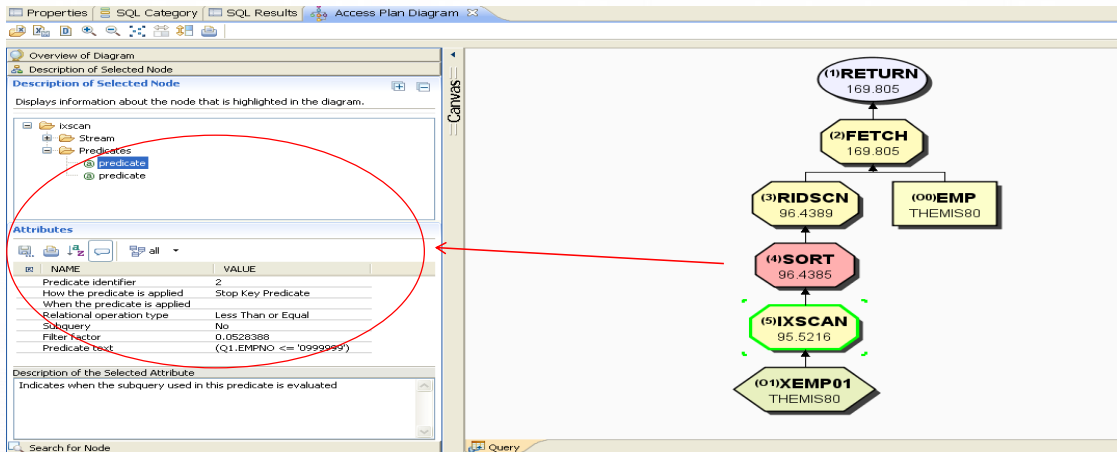 Properties SQL Category SQL Results Access Plan Diagram
Overview of Diagram
Description of Selected Node
Description of Selected Node
Displays information about the node that is highlighted in the diagram.
ixscan
Stream
Predicates
predicate
predicate
Attributes
all
NAME VALUE
Predicate identifier 2
How the predicate is applied Stop Key Predicate
When the predicate is applied
Relational operation type Less Than or Equal
Subquery No
Filter factor 0.0528388
Predicate text (Q1.EMPNO <= '0999999')
Description of the Selected Attribute
Indicates when the subquery used in this predicate is evaluated
Search for Node
Canvas
(1)RETURN
169.805
(2)FETCH
169.805
(3)RIDSCN
96.4389
(O0)EMP
THEMIS80
(4)SORT
96.4385
(5)IXSCAN
95.5216
(O1)XEMP01
THEMIS80
Query